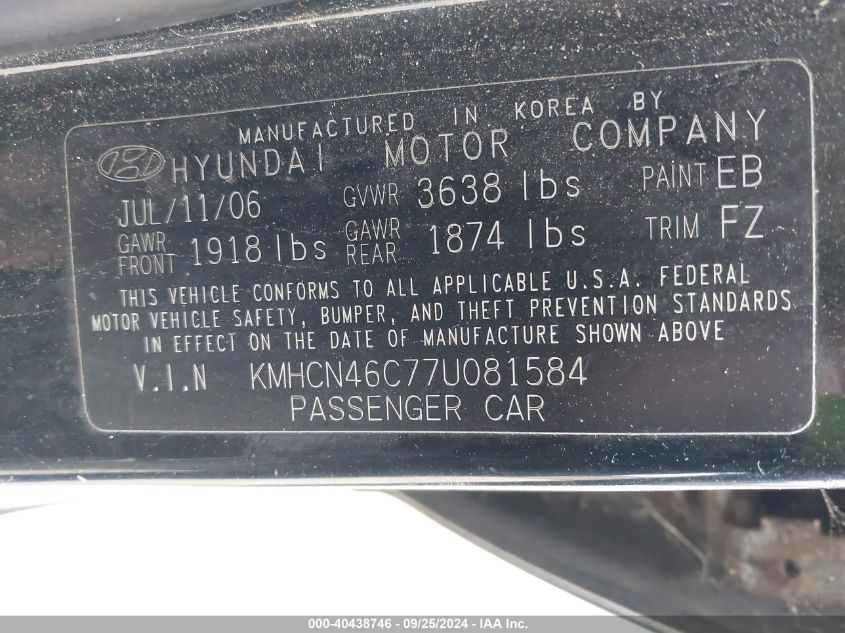 MANUFACTURED IN KOREA BY
HYUNDAI MOTOR COMPANY
JUL/11/06 GVWR 3638 lbs PAINT EB
GAWR FRONT 1918 lbs GAWR REAR 1874 lbs TRIM FZ
THIS VEHICLE CONFORMS TO ALL APPLICABLE U.S.A. FEDERAL
MOTOR VEHICLE SAFETY, BUMPER, AND THEFT PREVENTION STANDARDS
IN EFFECT ON THE DATE OF MANUFACTURE SHOWN ABOVE
V.I.N KMHCN46C77U081584
PASSENGER CAR
000-40438746 - 09/25/2024 - IAA Inc.